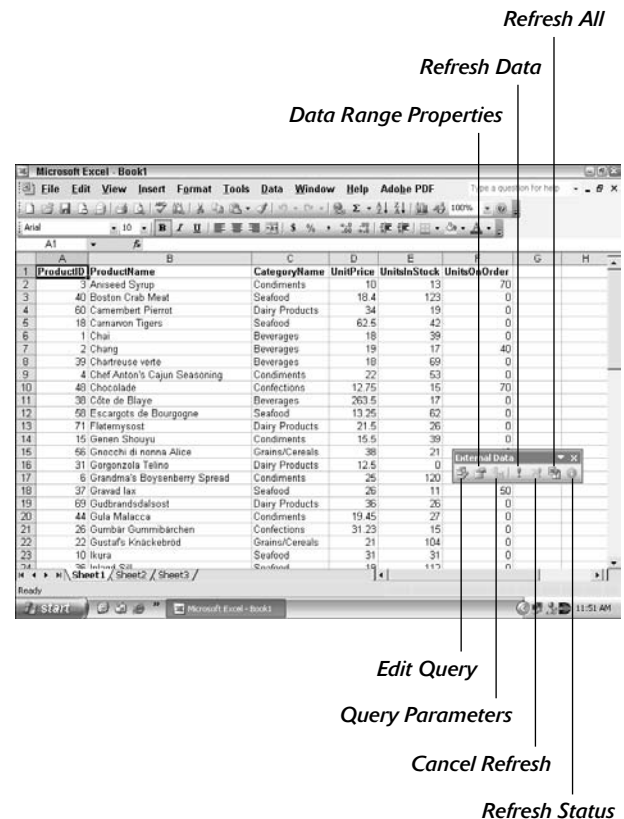 Refresh All
Refresh Data
Data Range Properties
Microsoft Excel - Book1
File Edit View Insert Format Tools Data Window Help Adobe PDF Type a question for help
100%
Arial 10 B I U $ % ,
A1 fx
A B C D E F G H
1 ProductID ProductName CategoryName UnitPrice UnitsInStock UnitsOnOrder
2 3 Aniseed Syrup Condiments 10 13 70
3 40 Boston Crab Meat Seafood 18.4 123 0
4 60 Camembert Pierrot Dairy Products 34 19 0
5 18 Carnarvon Tigers Seafood 62.5 42 0
6 1 Chai Beverages 18 39 0
7 2 Chang Beverages 19 17 40
8 39 Chartreuse verte Beverages 18 69 0
9 4 Chef Anton's Cajun Seasoning Condiments 22 53 0
10 48 Chocolade Confections 12.75 15 70
11 38 Côte de Blaye Beverages 263.5 17 0
12 58 Escargots de Bourgogne Seafood 13.25 62 0
13 71 Fløtemysost Dairy Products 21.5 26 0
14 15 Genen Shouyu Condiments 15.5 39 0
15 56 Gnocchi di nonna Alice Grains/Cereals 38 21
External Data
16 31 Gorgonzola Telino Dairy Products 12.5 0
17 6 Grandma's Boysenberry Spread Condiments 25 120
18 37 Gravad lax Seafood 26 11 50
19 69 Gudbrandsdalsost Dairy Products 36 26 0
20 44 Gula Malacca Condiments 19.45 27 0
21 26 Gumbär Gummibärchen Confections 31.23 15 0
22 22 Gustaf's Knäckebröd Grains/Cereals 21 104 0
23 10 Ikura Seafood 31 31 0
24 36 Inlagd Sill Seafood 19 112 0
Sheet1 / Sheet2 / Sheet3 /
Ready
start Microsoft Excel - Book1 11:51 AM
Edit Query
Query Parameters
Cancel Refresh
Refresh Status